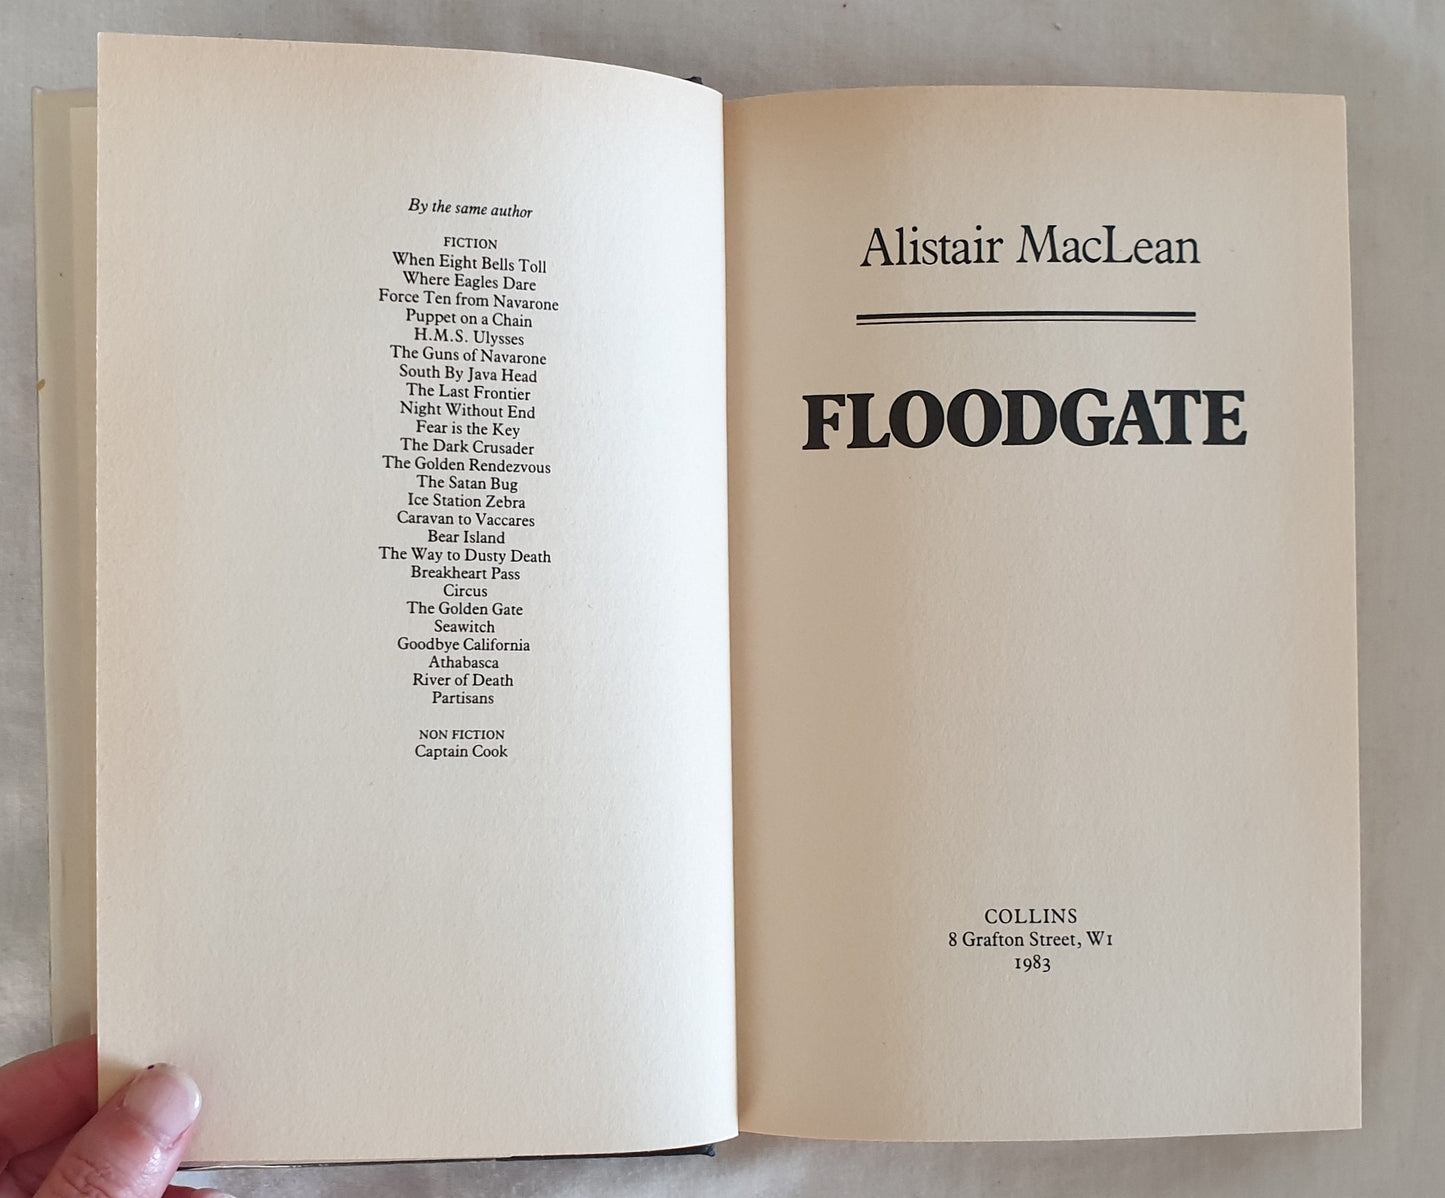 By the same author
FICTION
When Eight Bells Toll
Where Eagles Dare
Force Ten from Navarone
Puppet on a Chain
H.M.S. Ulysses
The Guns of Navarone
South By Java Head
The Last Frontier
Night Without End
Fear is the Key
The Dark Crusader
The Golden Rendezvous
The Satan Bug
Ice Station Zebra
Caravan to Vaccares
Bear Island
The Way to Dusty Death
Breakheart Pass
Circus
The Golden Gate
Seawitch
Goodbye California
Athabasca
River of Death
Partisans
NON FICTION
Captain Cook
Alistair MacLean
FLOODGATE
COLLINS
8 Grafton Street, W1
1983